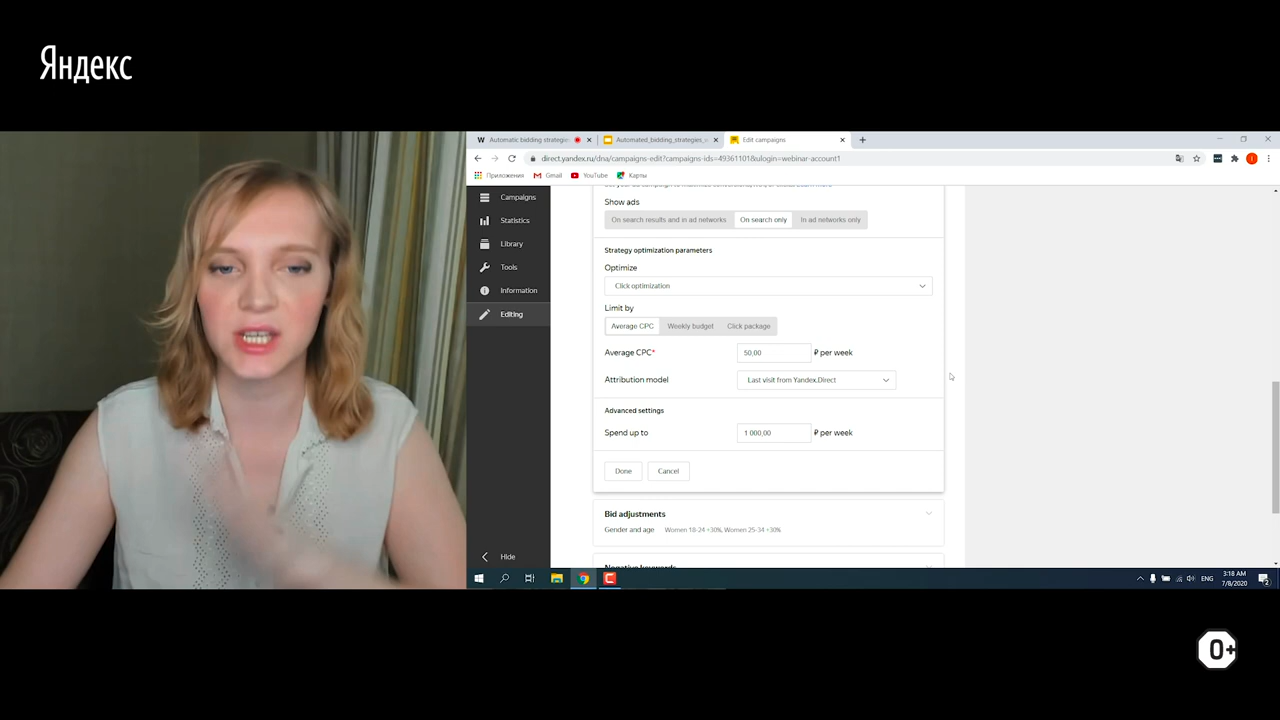 Яндекс
Automatic bidding strategie
Automated_bidding_strategies_
Edit campaigns
direct.yandex.ru/dna/campaigns-edit?campaigns-ids=49361101&ulogin=webinar-account1
Приложения
Gmail
YouTube
Карты
Campaigns
Statistics
Library
Tools
Information
Editing
Hide
Show ads
On search results and in ad networks
On search only
In ad networks only
Strategy optimization parameters
Optimize
Click optimization
Limit by
Average CPC
Weekly budget
Click package
Average CPC* 50,00 ₽ per week
Attribution model Last visit from Yandex.Direct
Advanced settings
Spend up to 1 000,00 ₽ per week
Done
Cancel
Bid adjustments
Gender and age Women 18-24 +30%, Women 25-34 +30%
Negative keywords
ENG
3:18 AM
7/8/2020
0+